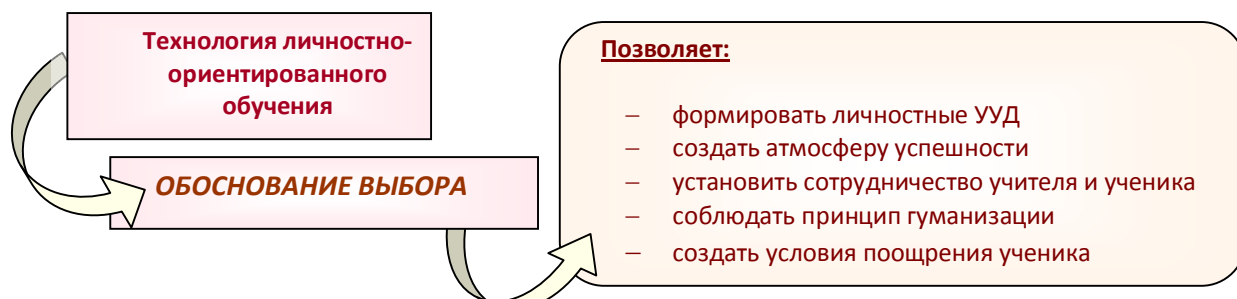 Технология личностно-
ориентированного
обучения
ОБОСНОВАНИЕ ВЫБОРА
Позволяет:
– формировать личностные УУД
– создать атмосферу успешности
– установить сотрудничество учителя и ученика
– соблюдать принцип гуманизации
– создать условия поощрения ученика